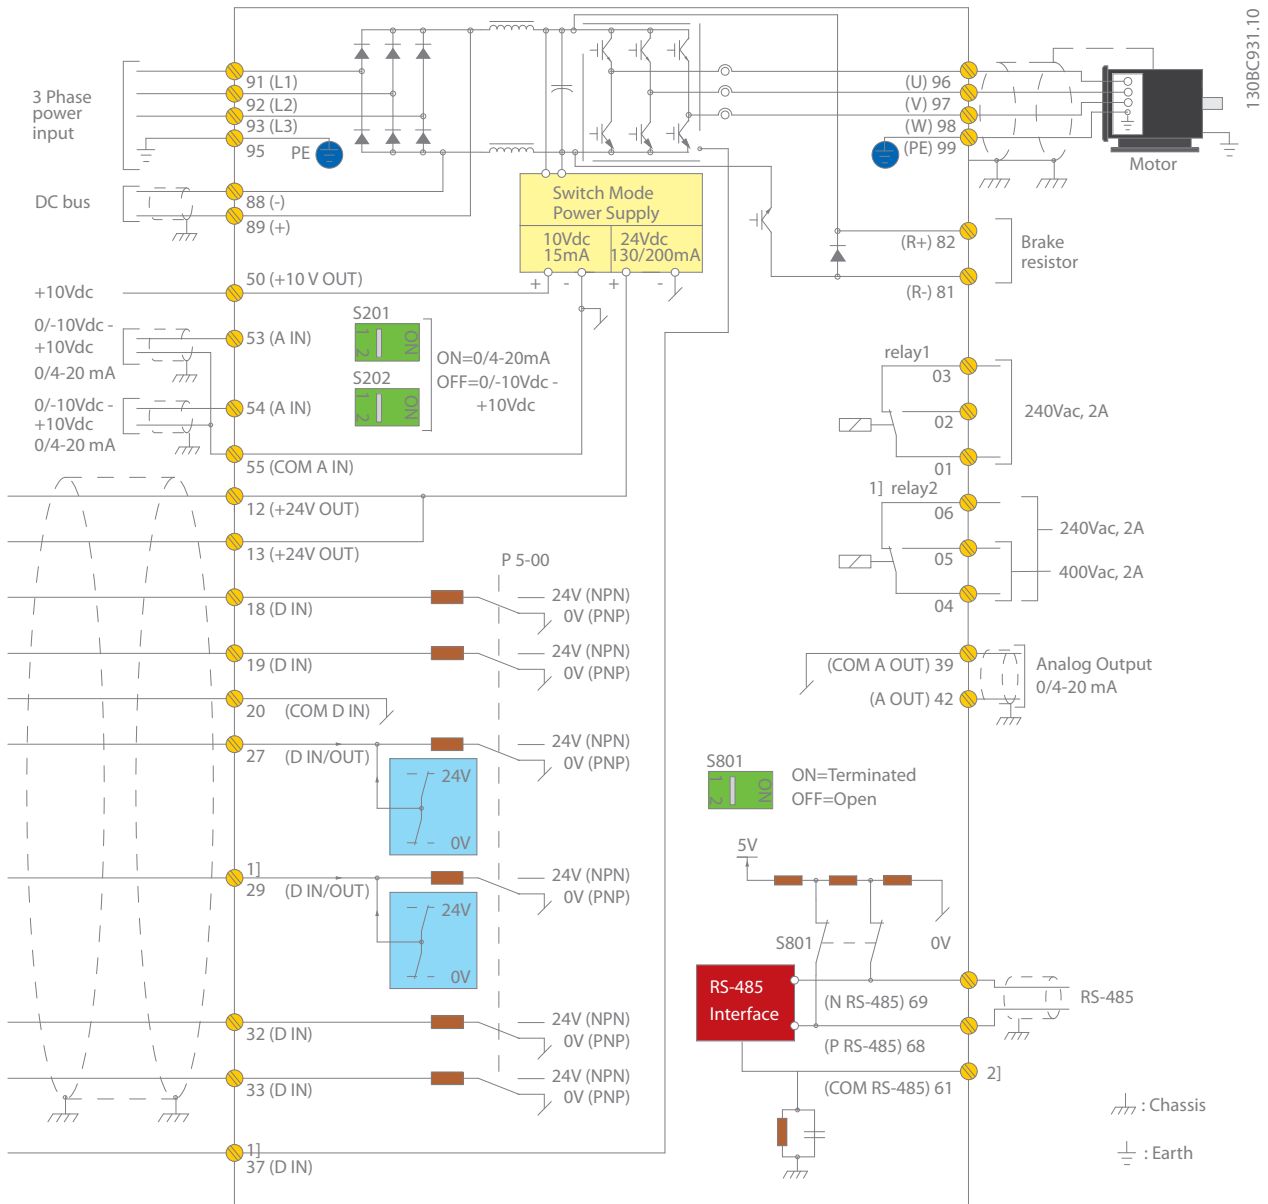 130BC931.10
3 Phase
power
input
91 (L1)
92 (L2)
93 (L3)
95
PE
DC bus
88 (-)
89 (+)
Switch Mode
Power Supply
10Vdc
15mA
24Vdc
130/200mA
+ - + -
(U) 96
(V) 97
(W) 98
(PE) 99
Motor
(R+) 82
(R-) 81
Brake
resistor
+10Vdc
50 (+10 V OUT)
0/-10Vdc -
+10Vdc
0/4-20 mA
53 (A IN)
0/-10Vdc -
+10Vdc
0/4-20 mA
54 (A IN)
55 (COM A IN)
S201
1 2 ON
S202
1 2 ON
ON=0/4-20mA
OFF=0/-10Vdc -
+10Vdc
relay1
03
02
01
240Vac, 2A
1] relay2
06
05
04
240Vac, 2A
400Vac, 2A
12 (+24V OUT)
13 (+24V OUT)
P 5-00
18 (D IN)
24V (NPN)
0V (PNP)
19 (D IN)
24V (NPN)
0V (PNP)
20 (COM D IN)
27 (D IN/OUT)
24V (NPN)
0V (PNP)
24V
0V
1]
29 (D IN/OUT)
24V (NPN)
0V (PNP)
24V
0V
32 (D IN)
24V (NPN)
0V (PNP)
33 (D IN)
24V (NPN)
0V (PNP)
1]
37 (D IN)
(COM A OUT) 39
(A OUT) 42
Analog Output
0/4-20 mA
S801
1 2 ON
ON=Terminated
OFF=Open
5V
S801
0V
RS-485
Interface
(N RS-485) 69
(P RS-485) 68
(COM RS-485) 61
RS-485
2]
: Chassis
: Earth